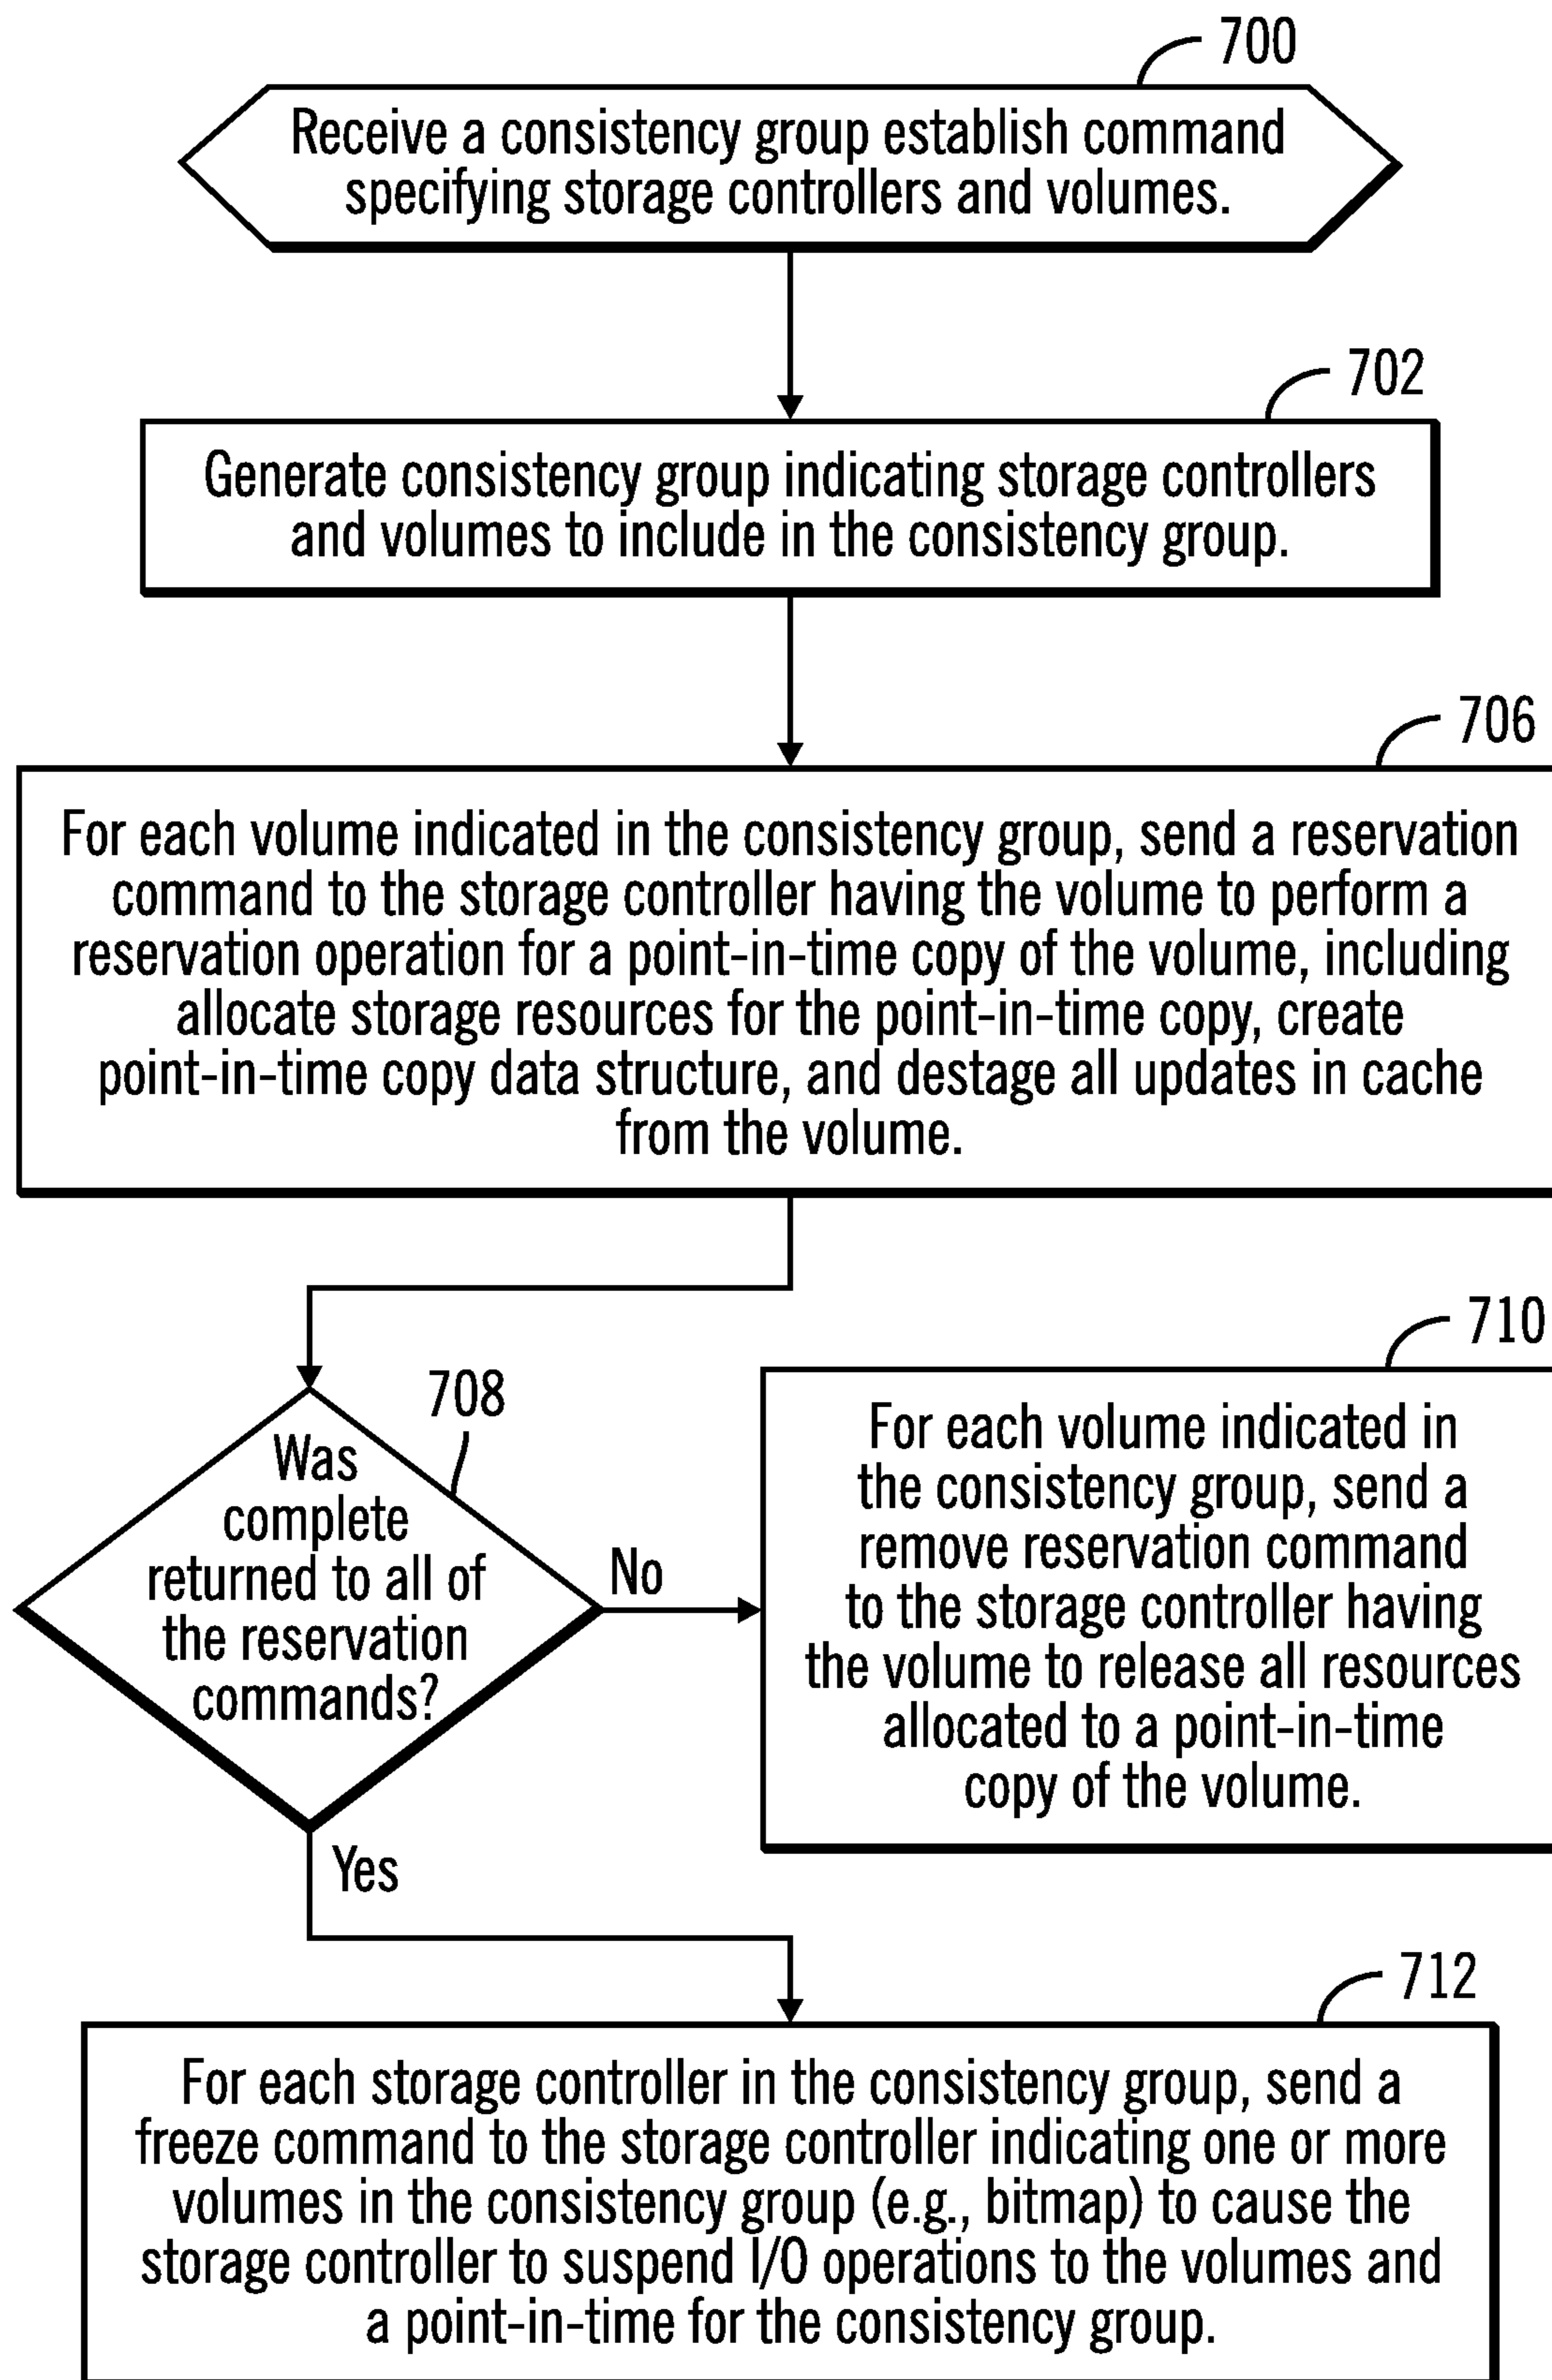 700
Receive a consistency group establish command
specifying storage controllers and volumes.
702
Generate consistency group indicating storage controllers
and volumes to include in the consistency group.
706
For each volume indicated in the consistency group, send a reservation
command to the storage controller having the volume to perform a
reservation operation for a point-in-time copy of the volume, including
allocate storage resources for the point-in-time copy, create
point-in-time copy data structure, and destage all updates in cache
from the volume.
708
Was
complete
returned to all of
the reservation
commands?
No
Yes
710
For each volume indicated in
the consistency group, send a
remove reservation command
to the storage controller having
the volume to release all resources
allocated to a point-in-time
copy of the volume.
712
For each storage controller in the consistency group, send a
freeze command to the storage controller indicating one or more
volumes in the consistency group (e.g., bitmap) to cause the
storage controller to suspend I/O operations to the volumes and
a point-in-time for the consistency group.